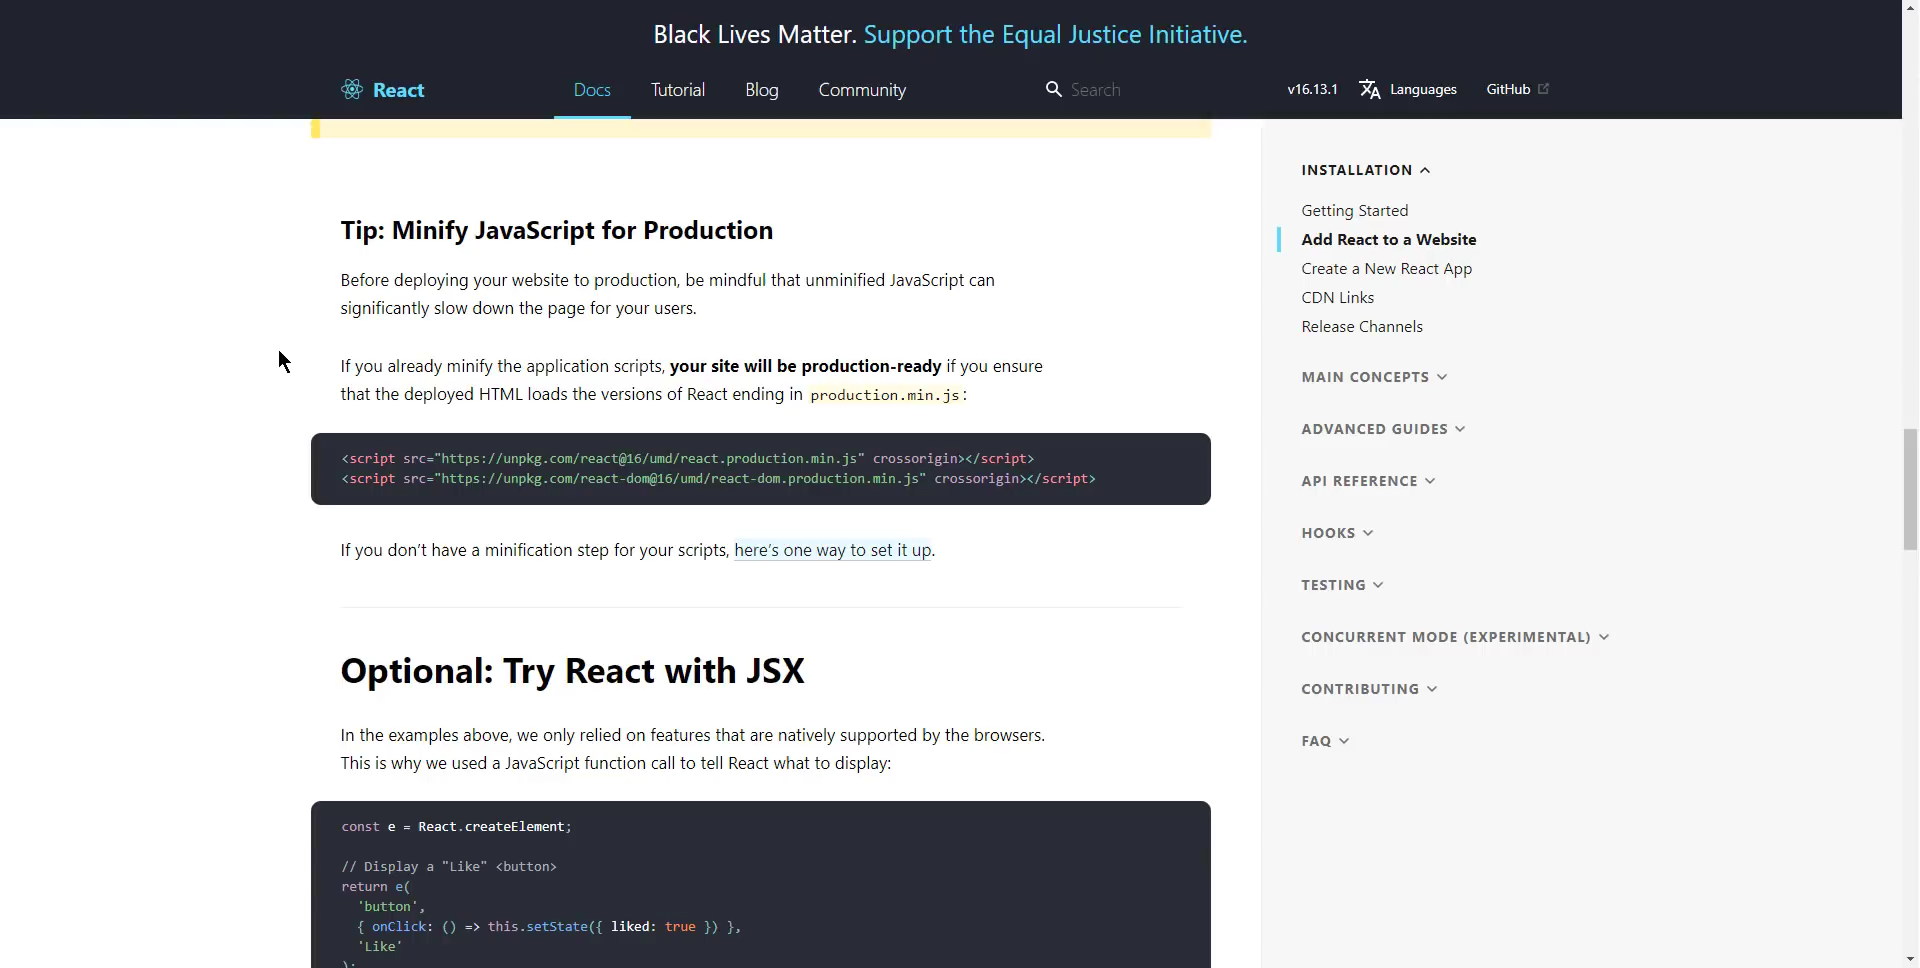 Black Lives Matter. Support the Equal Justice Initiative.
React
Docs
Tutorial
Blog
Community
Search
v16.13.1
Languages
GitHub
Tip: Minify JavaScript for Production
Before deploying your website to production, be mindful that unminified JavaScript can
significantly slow down the page for your users.
If you already minify the application scripts, your site will be production-ready if you ensure
that the deployed HTML loads the versions of React ending in production.min.js:
<script src="https://unpkg.com/react@16/umd/react.production.min.js" crossorigin></script>
<script src="https://unpkg.com/react-dom@16/umd/react-dom.production.min.js" crossorigin></script>
If you don’t have a minification step for your scripts, here’s one way to set it up.
Optional: Try React with JSX
In the examples above, we only relied on features that are natively supported by the browsers.
This is why we used a JavaScript function call to tell React what to display:
const e = React.createElement;
// Display a "Like" <button>
return e(
'button',
{ onClick: () => this.setState({ liked: true }) },
'Like'
);
INSTALLATION
Getting Started
Add React to a Website
Create a New React App
CDN Links
Release Channels
MAIN CONCEPTS
ADVANCED GUIDES
API REFERENCE
HOOKS
TESTING
CONCURRENT MODE (EXPERIMENTAL)
CONTRIBUTING
FAQ